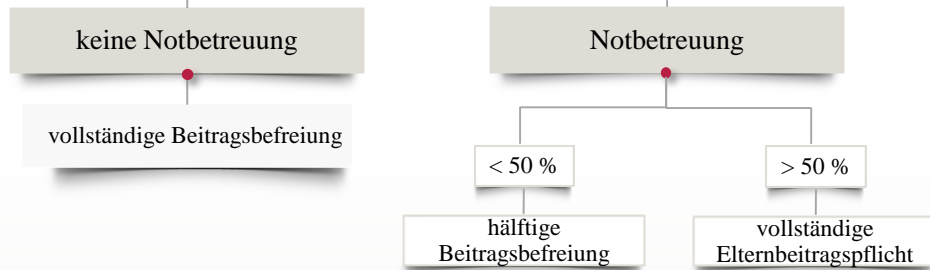 keine Notbetreuung
Notbetreuung
vollständige Beitragsbefreiung
< 50 %
> 50 %
hälftige
Beitragsbefreiung
vollständige
Elternbeitragspflicht